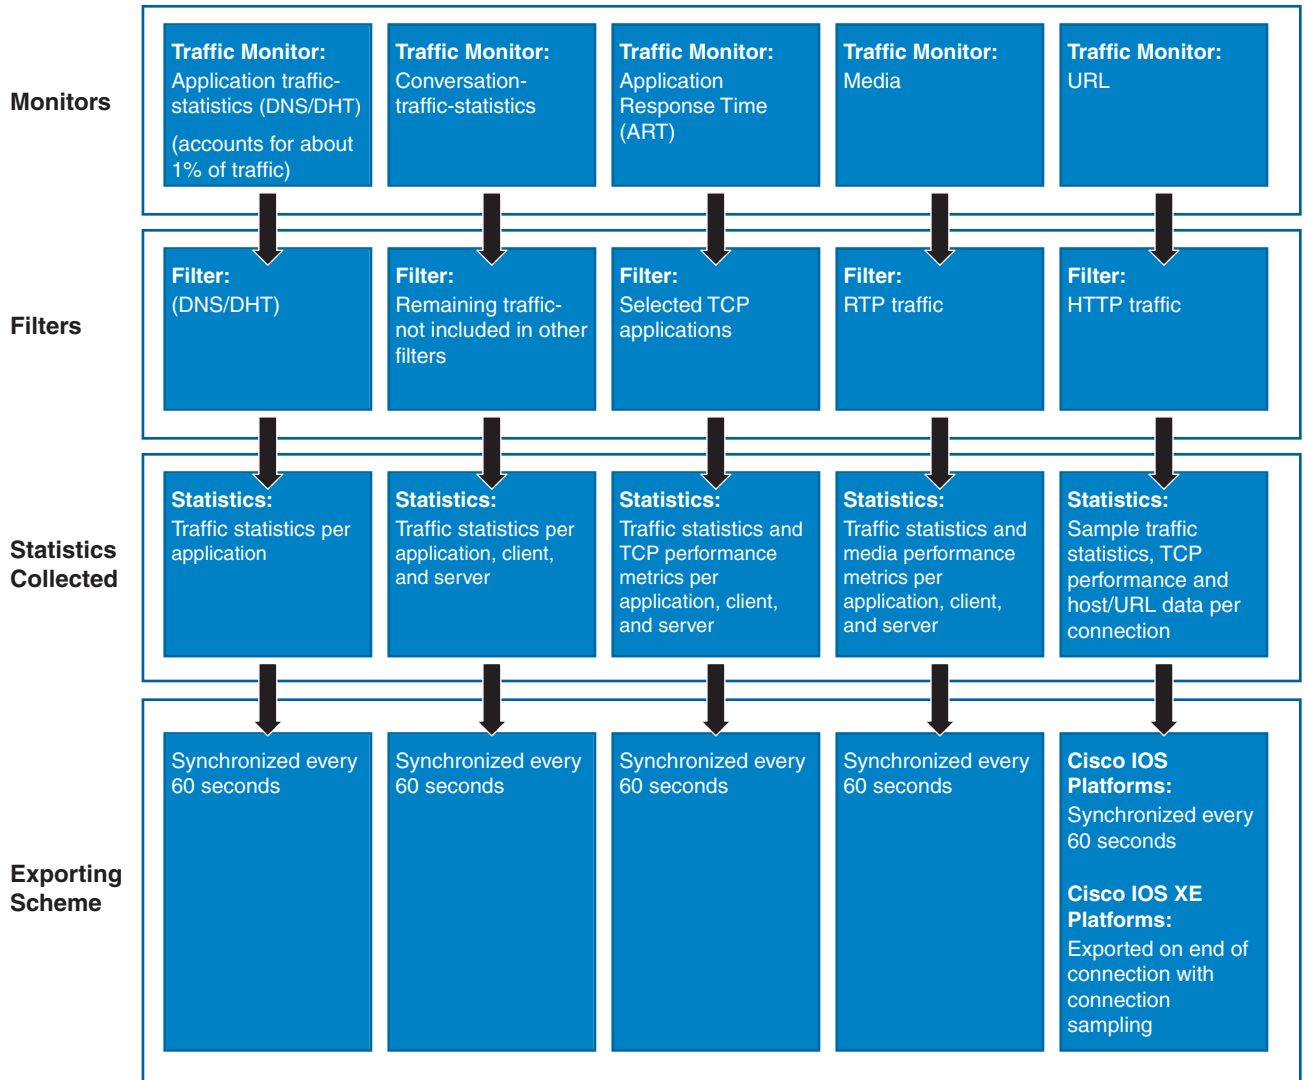 Monitors
Traffic Monitor:
Application traffic-
statistics (DNS/DHT)
(accounts for about
1% of traffic)
Traffic Monitor:
Conversation-
traffic-statistics
Traffic Monitor:
Application
Response Time
(ART)
Traffic Monitor:
Media
Traffic Monitor:
URL
Filters
Filter:
(DNS/DHT)
Filter:
Remaining traffic-
not included in other
filters
Filter:
Selected TCP
applications
Filter:
RTP traffic
Filter:
HTTP traffic
Statistics
Collected
Statistics:
Traffic statistics per
application
Statistics:
Traffic statistics per
application, client,
and server
Statistics:
Traffic statistics and
TCP performance
metrics per
application, client,
and server
Statistics:
Traffic statistics and
media performance
metrics per
application, client,
and server
Statistics:
Sample traffic
statistics, TCP
performance and
host/URL data per
connection
Exporting
Scheme
Synchronized every
60 seconds
Synchronized every
60 seconds
Synchronized every
60 seconds
Synchronized every
60 seconds
Cisco IOS
Platforms:
Synchronized every
60 seconds
Cisco IOS XE
Platforms:
Exported on end of
connection with
connection
sampling